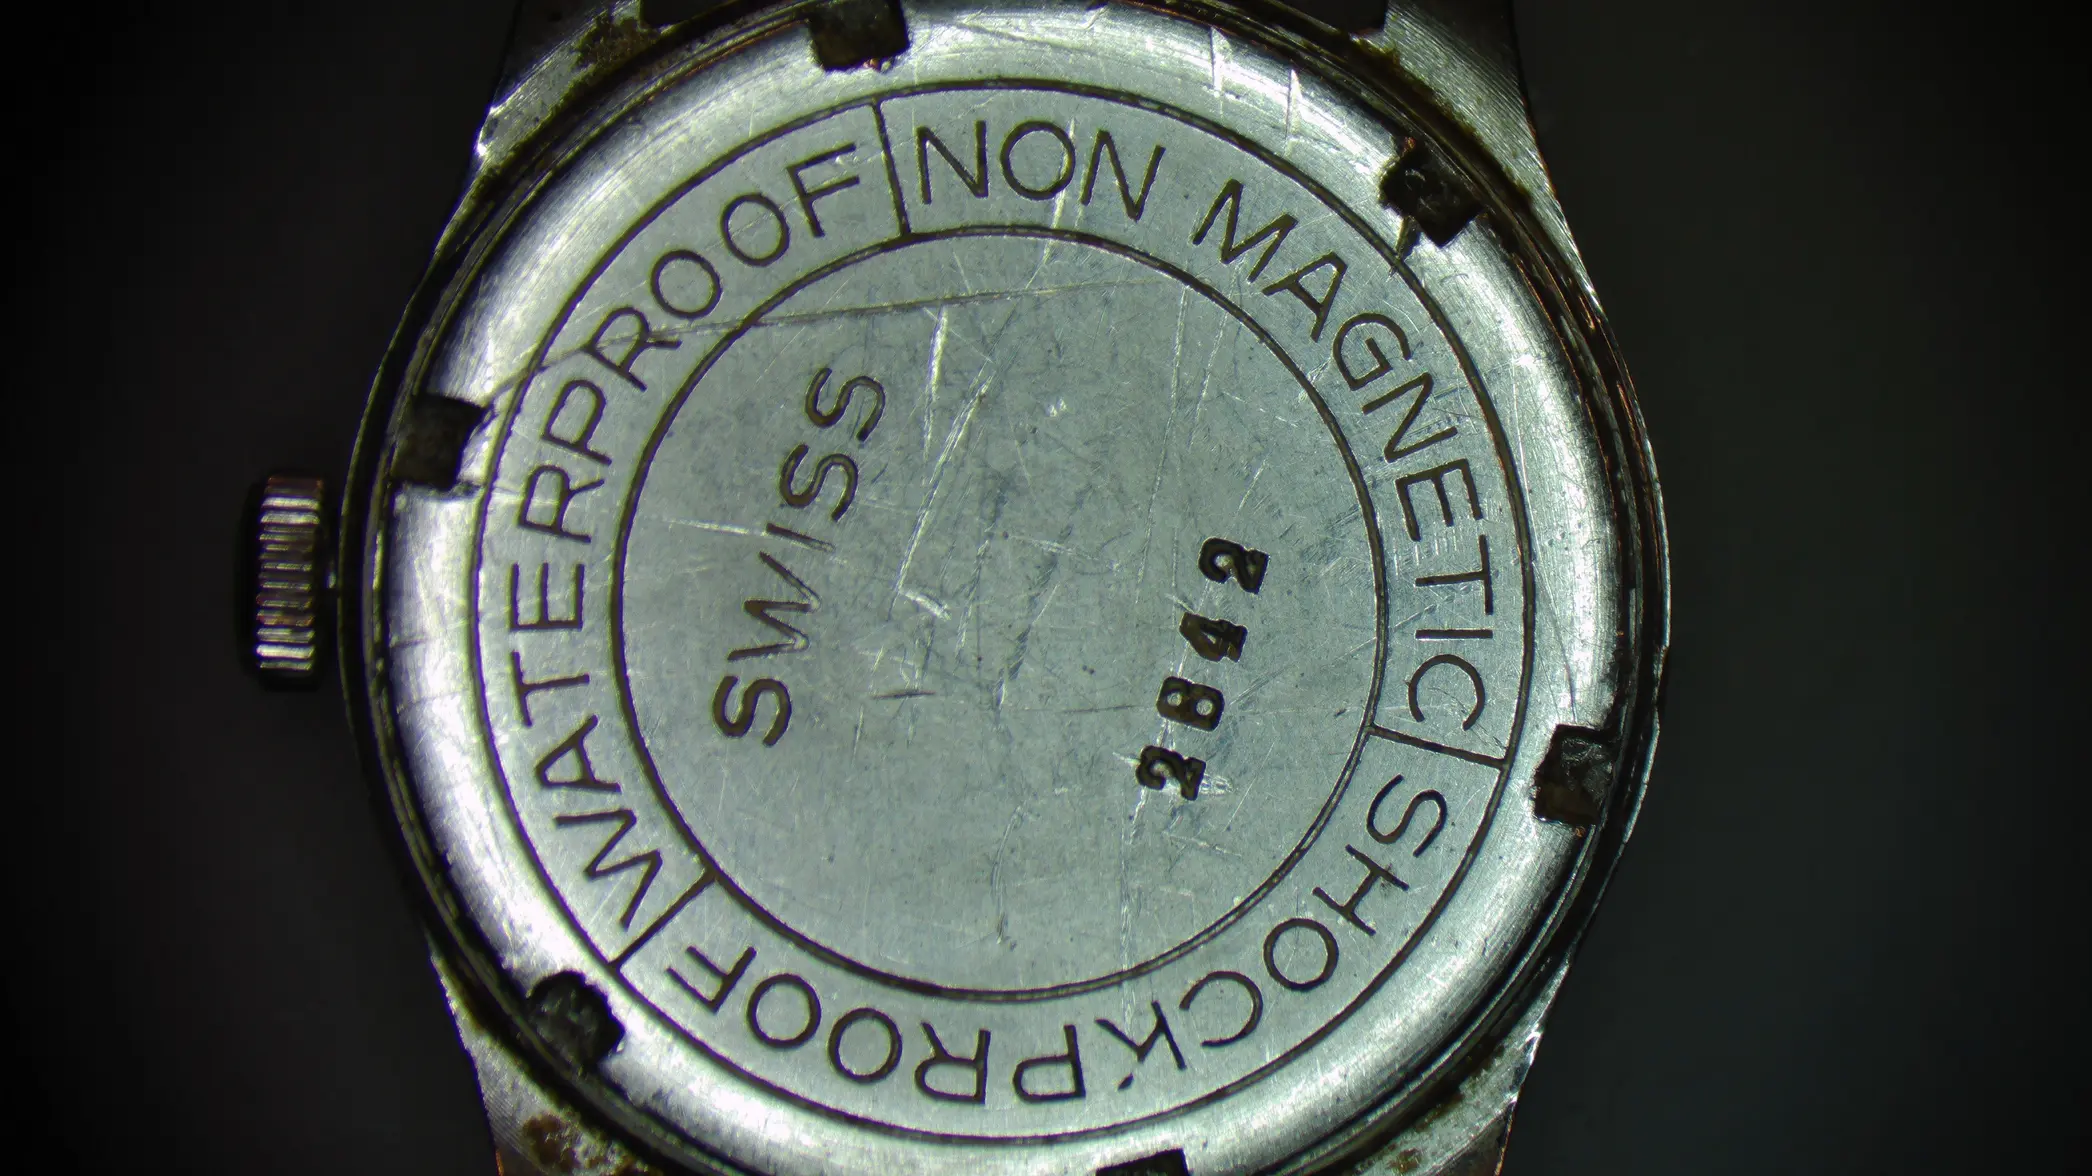 WATERPROOF
NON MAGNETIC
SHOCKPROOF
SWISS
2842